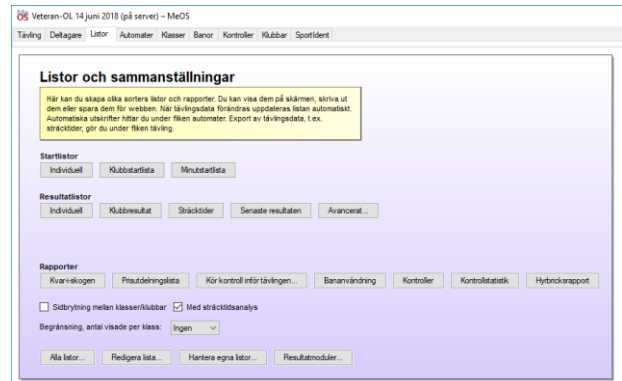 MeOS Veteran-OL 14 juni 2018 (på server) – MeOS
Tävling Deltagare Listor Automater Klasser Banor Kontroller Klubbar SportIdent
Listor och sammanställningar
Här kan du skapa olika sorters listor och rapporter. Du kan visa dem på skärmen, skriva ut
dem eller spara dem för webben. När tävlingsdata förändras uppdateras listan automatiskt.
Automatiska utskrifter hittar du under fliken automater. Export av tävlingsdata, t.ex.
sträcktider, gör du under fliken tävling.
Startlistor
Individuell Klubbstartlista Minutstartlista
Resultatlistor
Individuell Klubbresultat Sträcktider Senaste resultaten Avancerat...
Rapporter
Kvar-i-skogen Prisutdelningslista Kör kontroll inför tävlingen... Bananvändning Kontroller Kontrollstatistik Hyrbricksrapport
Sidbrytning mellan klasser/klubbar Med sträcktidsanalys
Begränsning, antal visade per klass: Ingen
Alla listor... Redigera lista... Hantera egna listor... Resultatmoduler...